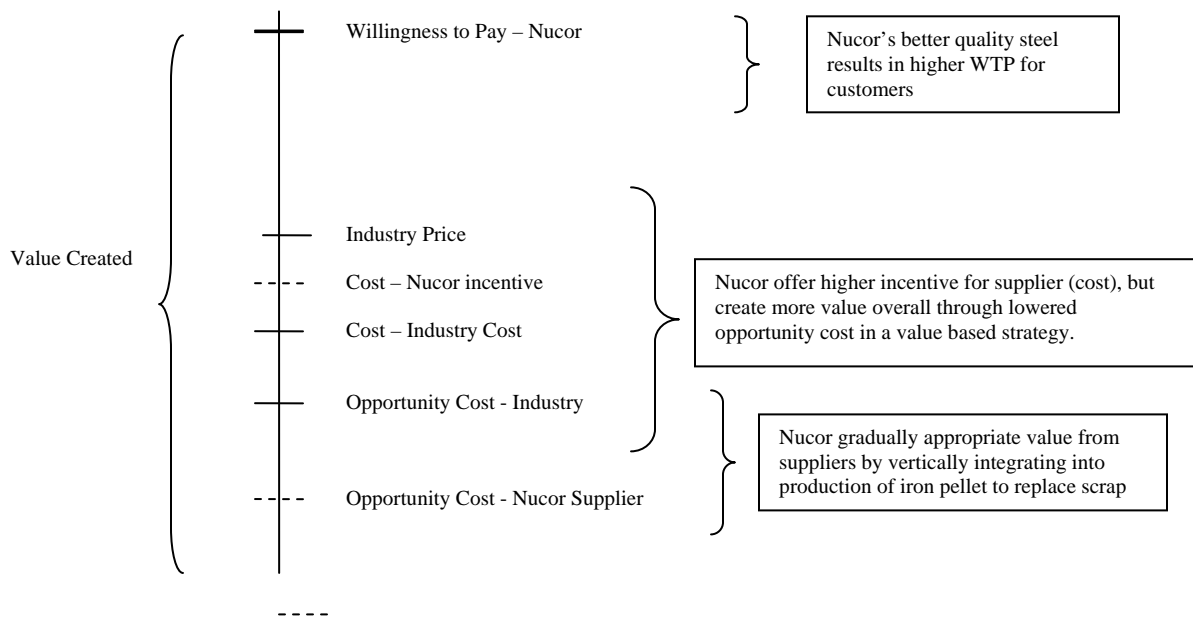 Willingness to Pay – Nucor
Nucor’s better quality steel
results in higher WTP for
customers
Value Created
Industry Price
Cost – Nucor incentive
Cost – Industry Cost
Nucor offer higher incentive for supplier (cost), but
create more value overall through lowered
opportunity cost in a value based strategy.
Opportunity Cost - Industry
Opportunity Cost - Nucor Supplier
Nucor gradually appropriate value from
suppliers by vertically integrating into
production of iron pellet to replace scrap